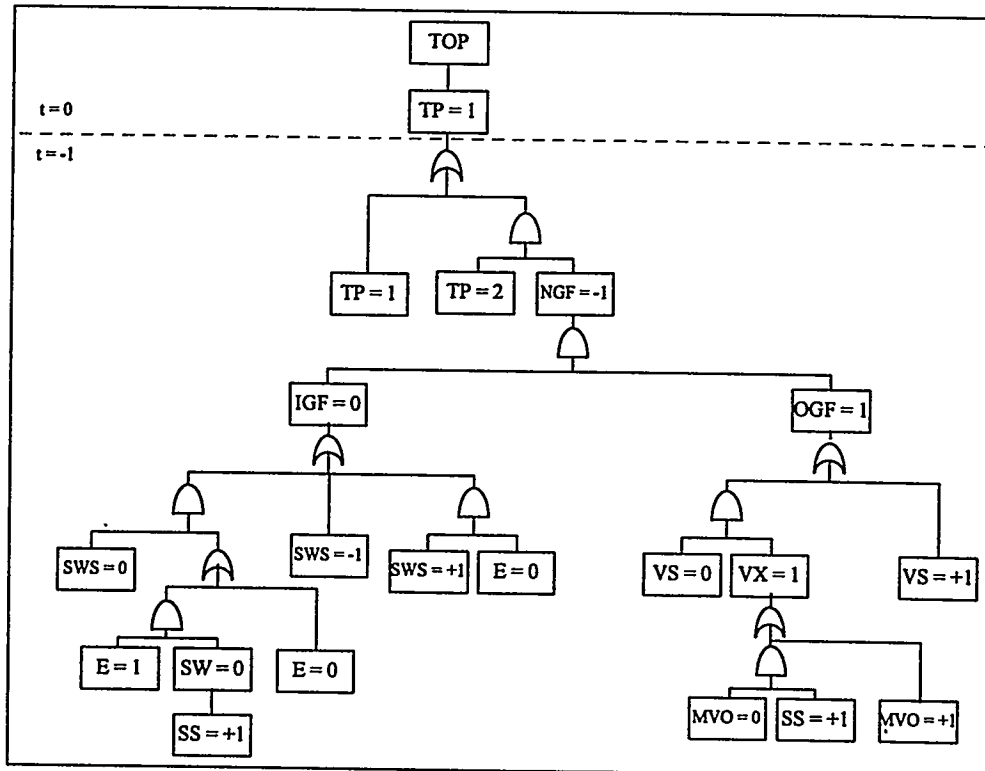 TOP
t = 0
TP = 1
t = -1
TP = 1
TP = 2
NGF = -1
IGF = 0
OGF = 1
SWS = 0
SWS = -1
SWS = +1
E = 0
VS = 0
VX = 1
VS = +1
E = 1
SW = 0
E = 0
SS = +1
MVO = 0
SS = +1
MVO = +1